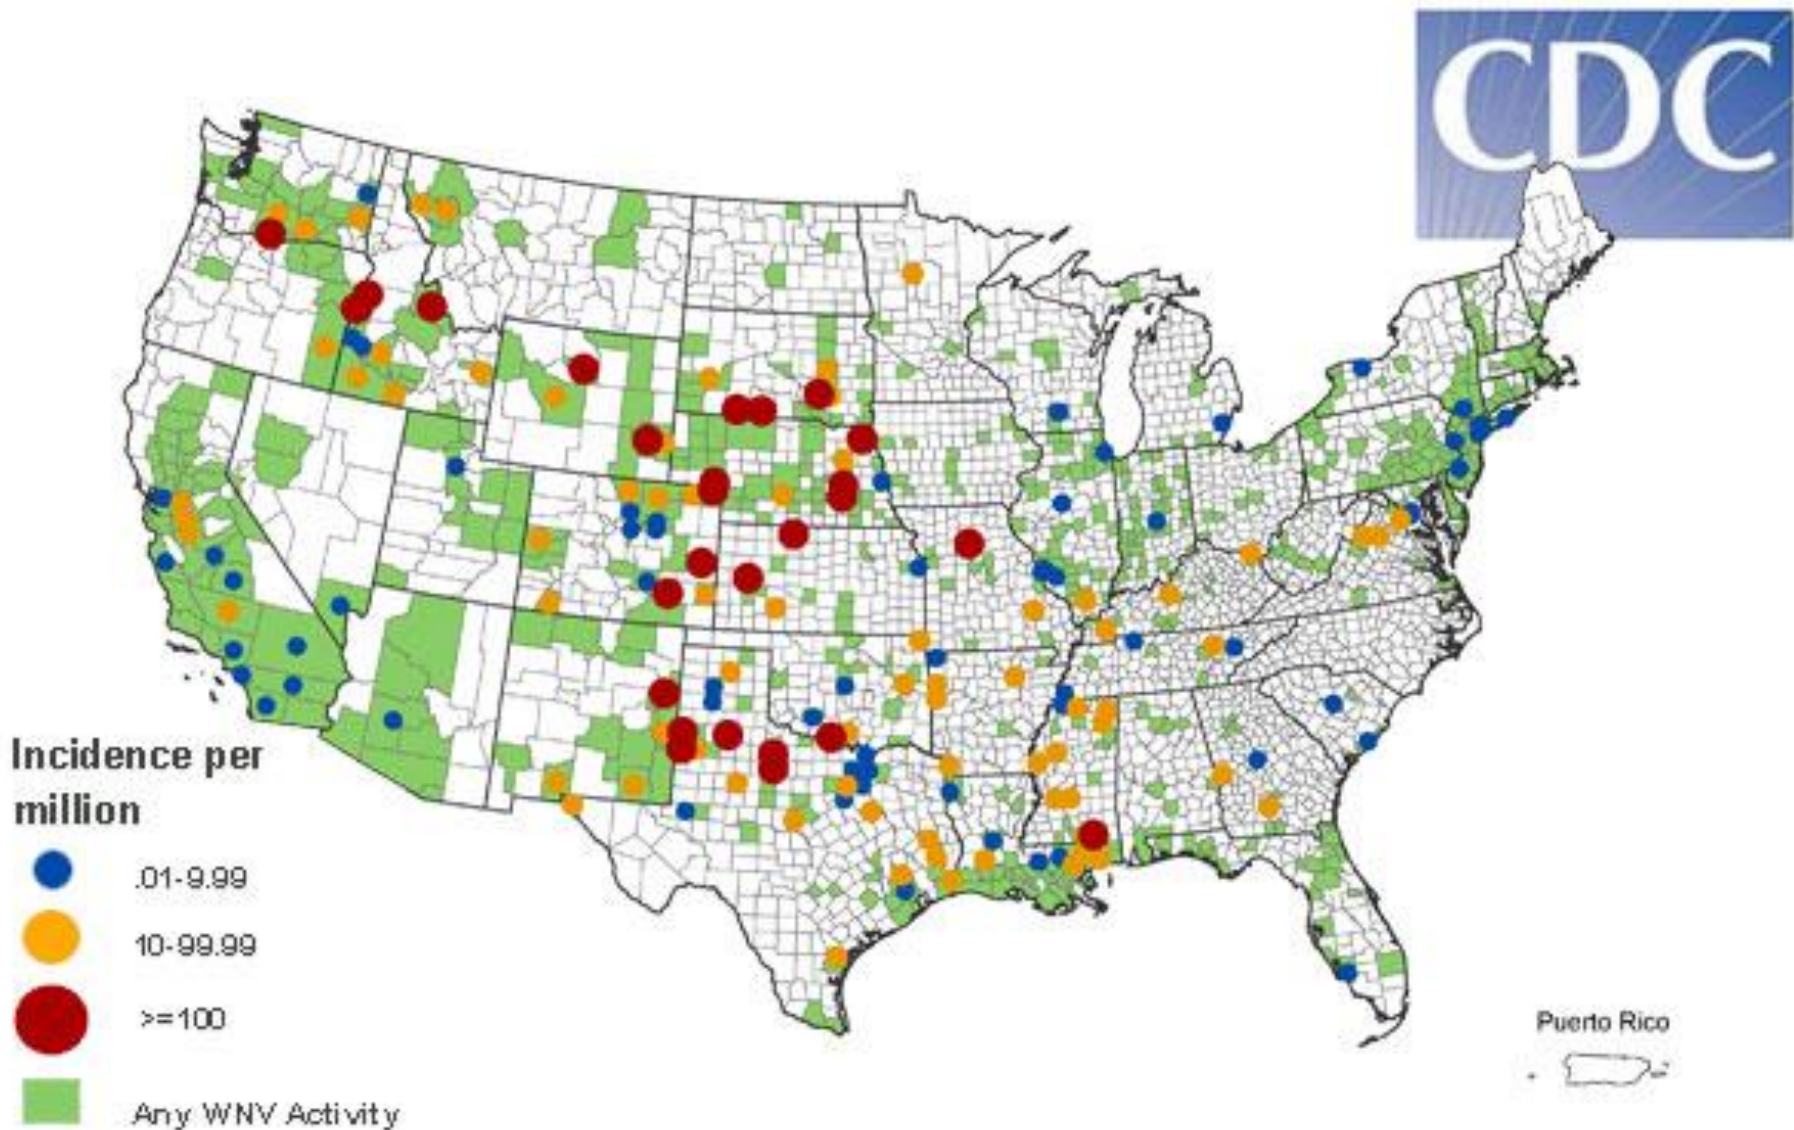 CDC
Incidence per
million
.01-9.99
10-99.99
>=100
Any WNV Activity
Puerto Rico